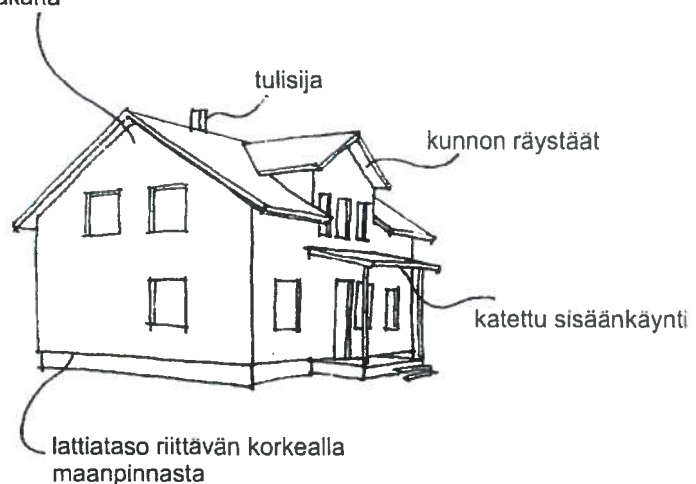 tulisija
kunnon räystäät
katettu sisäänkäynti
lattiataso riittävän korkealla
maanpinnasta